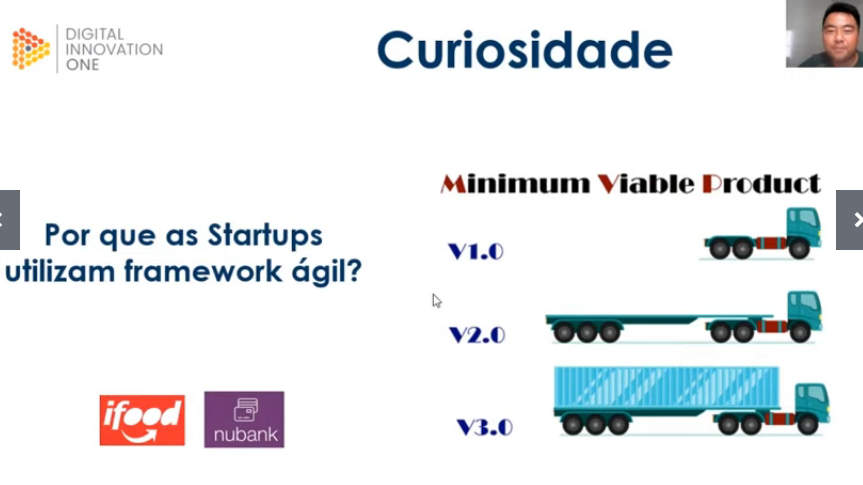 DIGITAL
INNOVATION
ONE
Curiosidade
Por que as Startups
utilizam framework ágil?
ifood
nubank
Minimum Viable Product
V1.0
V2.0
V3.0